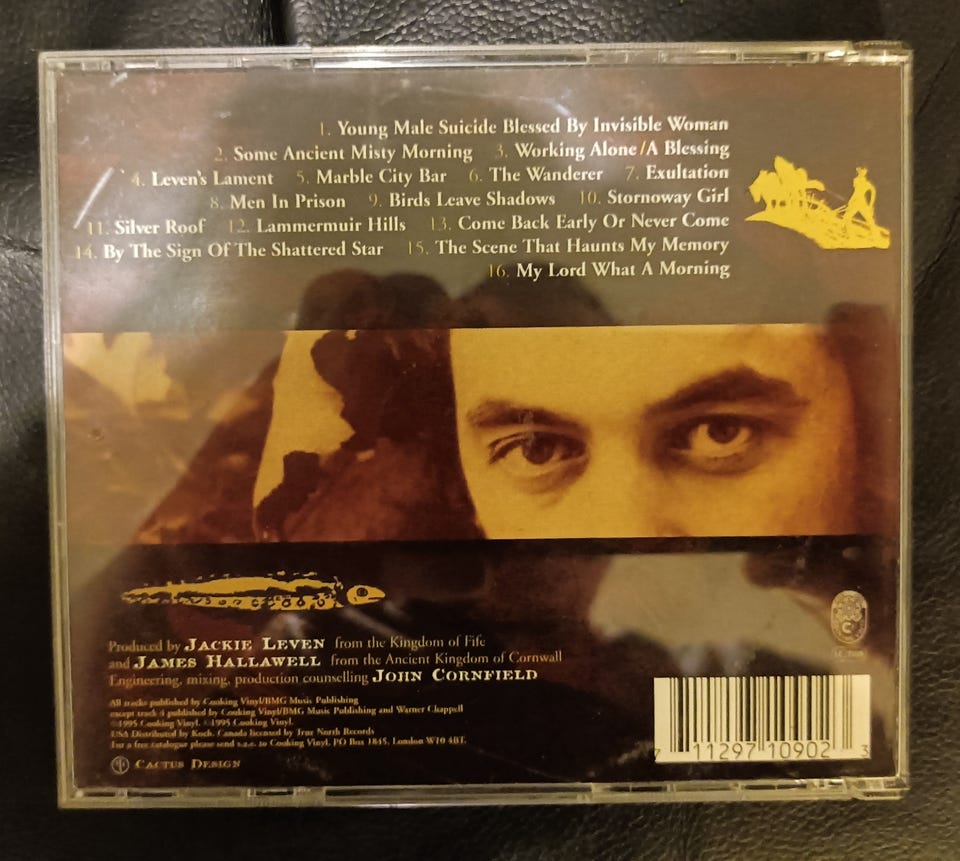 1. Young Male Suicide Blessed By Invisible Woman
2. Some Ancient Misty Morning 3. Working Alone/A Blessing
4. Leven's Lament 5. Marble City Bar 6. The Wanderer 7. Exultation
8. Men In Prison 9. Birds Leave Shadows 10. Stornoway Girl
11. Silver Roof 12. Lammermuir Hills 13. Come Back Early Or Never Come
14. By The Sign Of The Shattered Star 15. The Scene That Haunts My Memory
16. My Lord What A Morning
Produced by JACKIE LEVEN from the Kingdom of Fife
and JAMES HALLAWELL from the Ancient Kingdom of Cornwall
Engineering, mixing, production counselling JOHN CORNFIELD
All tracks published by Cooking Vinyl/BMG Music Publishing
except track published by Cooking Vinyl/BMG Music Publishing and Warner Chappell
℗1995 Cooking Vinyl. ©1995 Cooking Vinyl.
USA Distributed by Koch. Canada licensed by True North Records
For a free catalogue please send s.a.e. to Cooking Vinyl, PO Box 1845, London W10 4BT.
CACTUS DESIGN
C
7 11297 10902 3